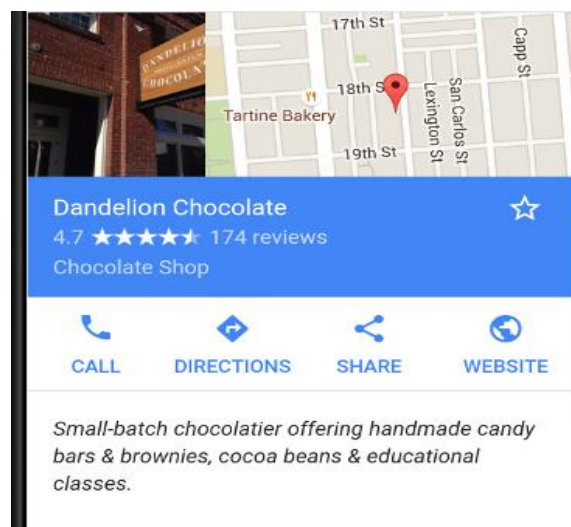 DANDELION
CHOCOLAT
17th St
18th S
Tartine Bakery
19th St
Lexington St
San Carlos St
Capp St
Dandelion Chocolate
4.7 174 reviews
Chocolate Shop
CALL DIRECTIONS SHARE WEBSITE
Small-batch chocolatier offering handmade candy
bars & brownies, cocoa beans & educational
classes.